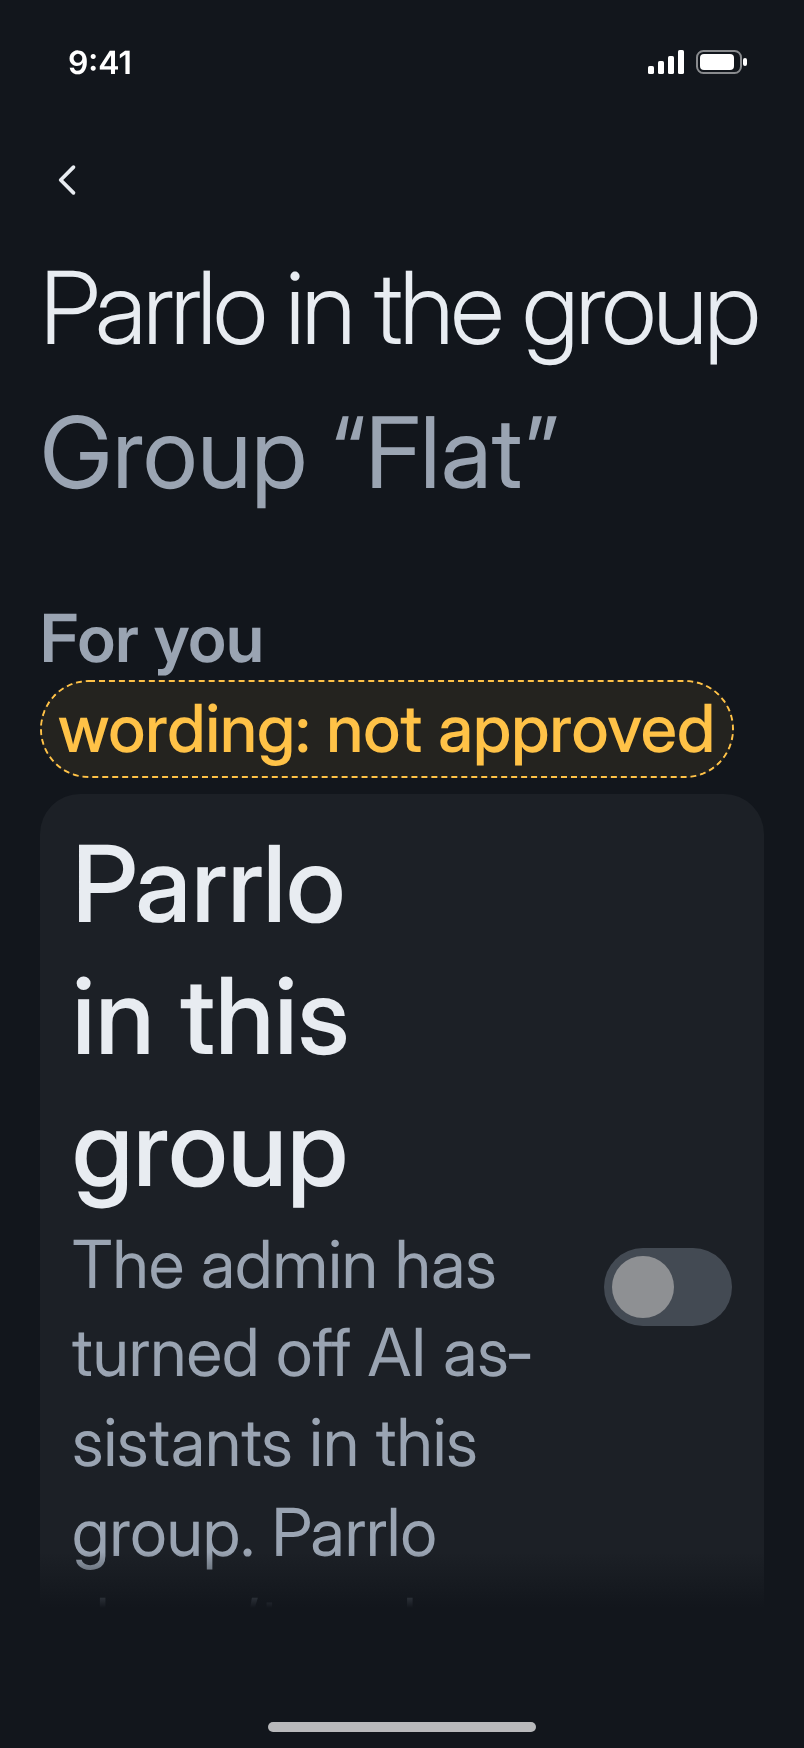 9:41
Parrlo in the group
Group “Flat”
For you
wording: not approved
Parrlo
in this
group
The admin has
turned off AI as-
sistants in this
group. Parrlo